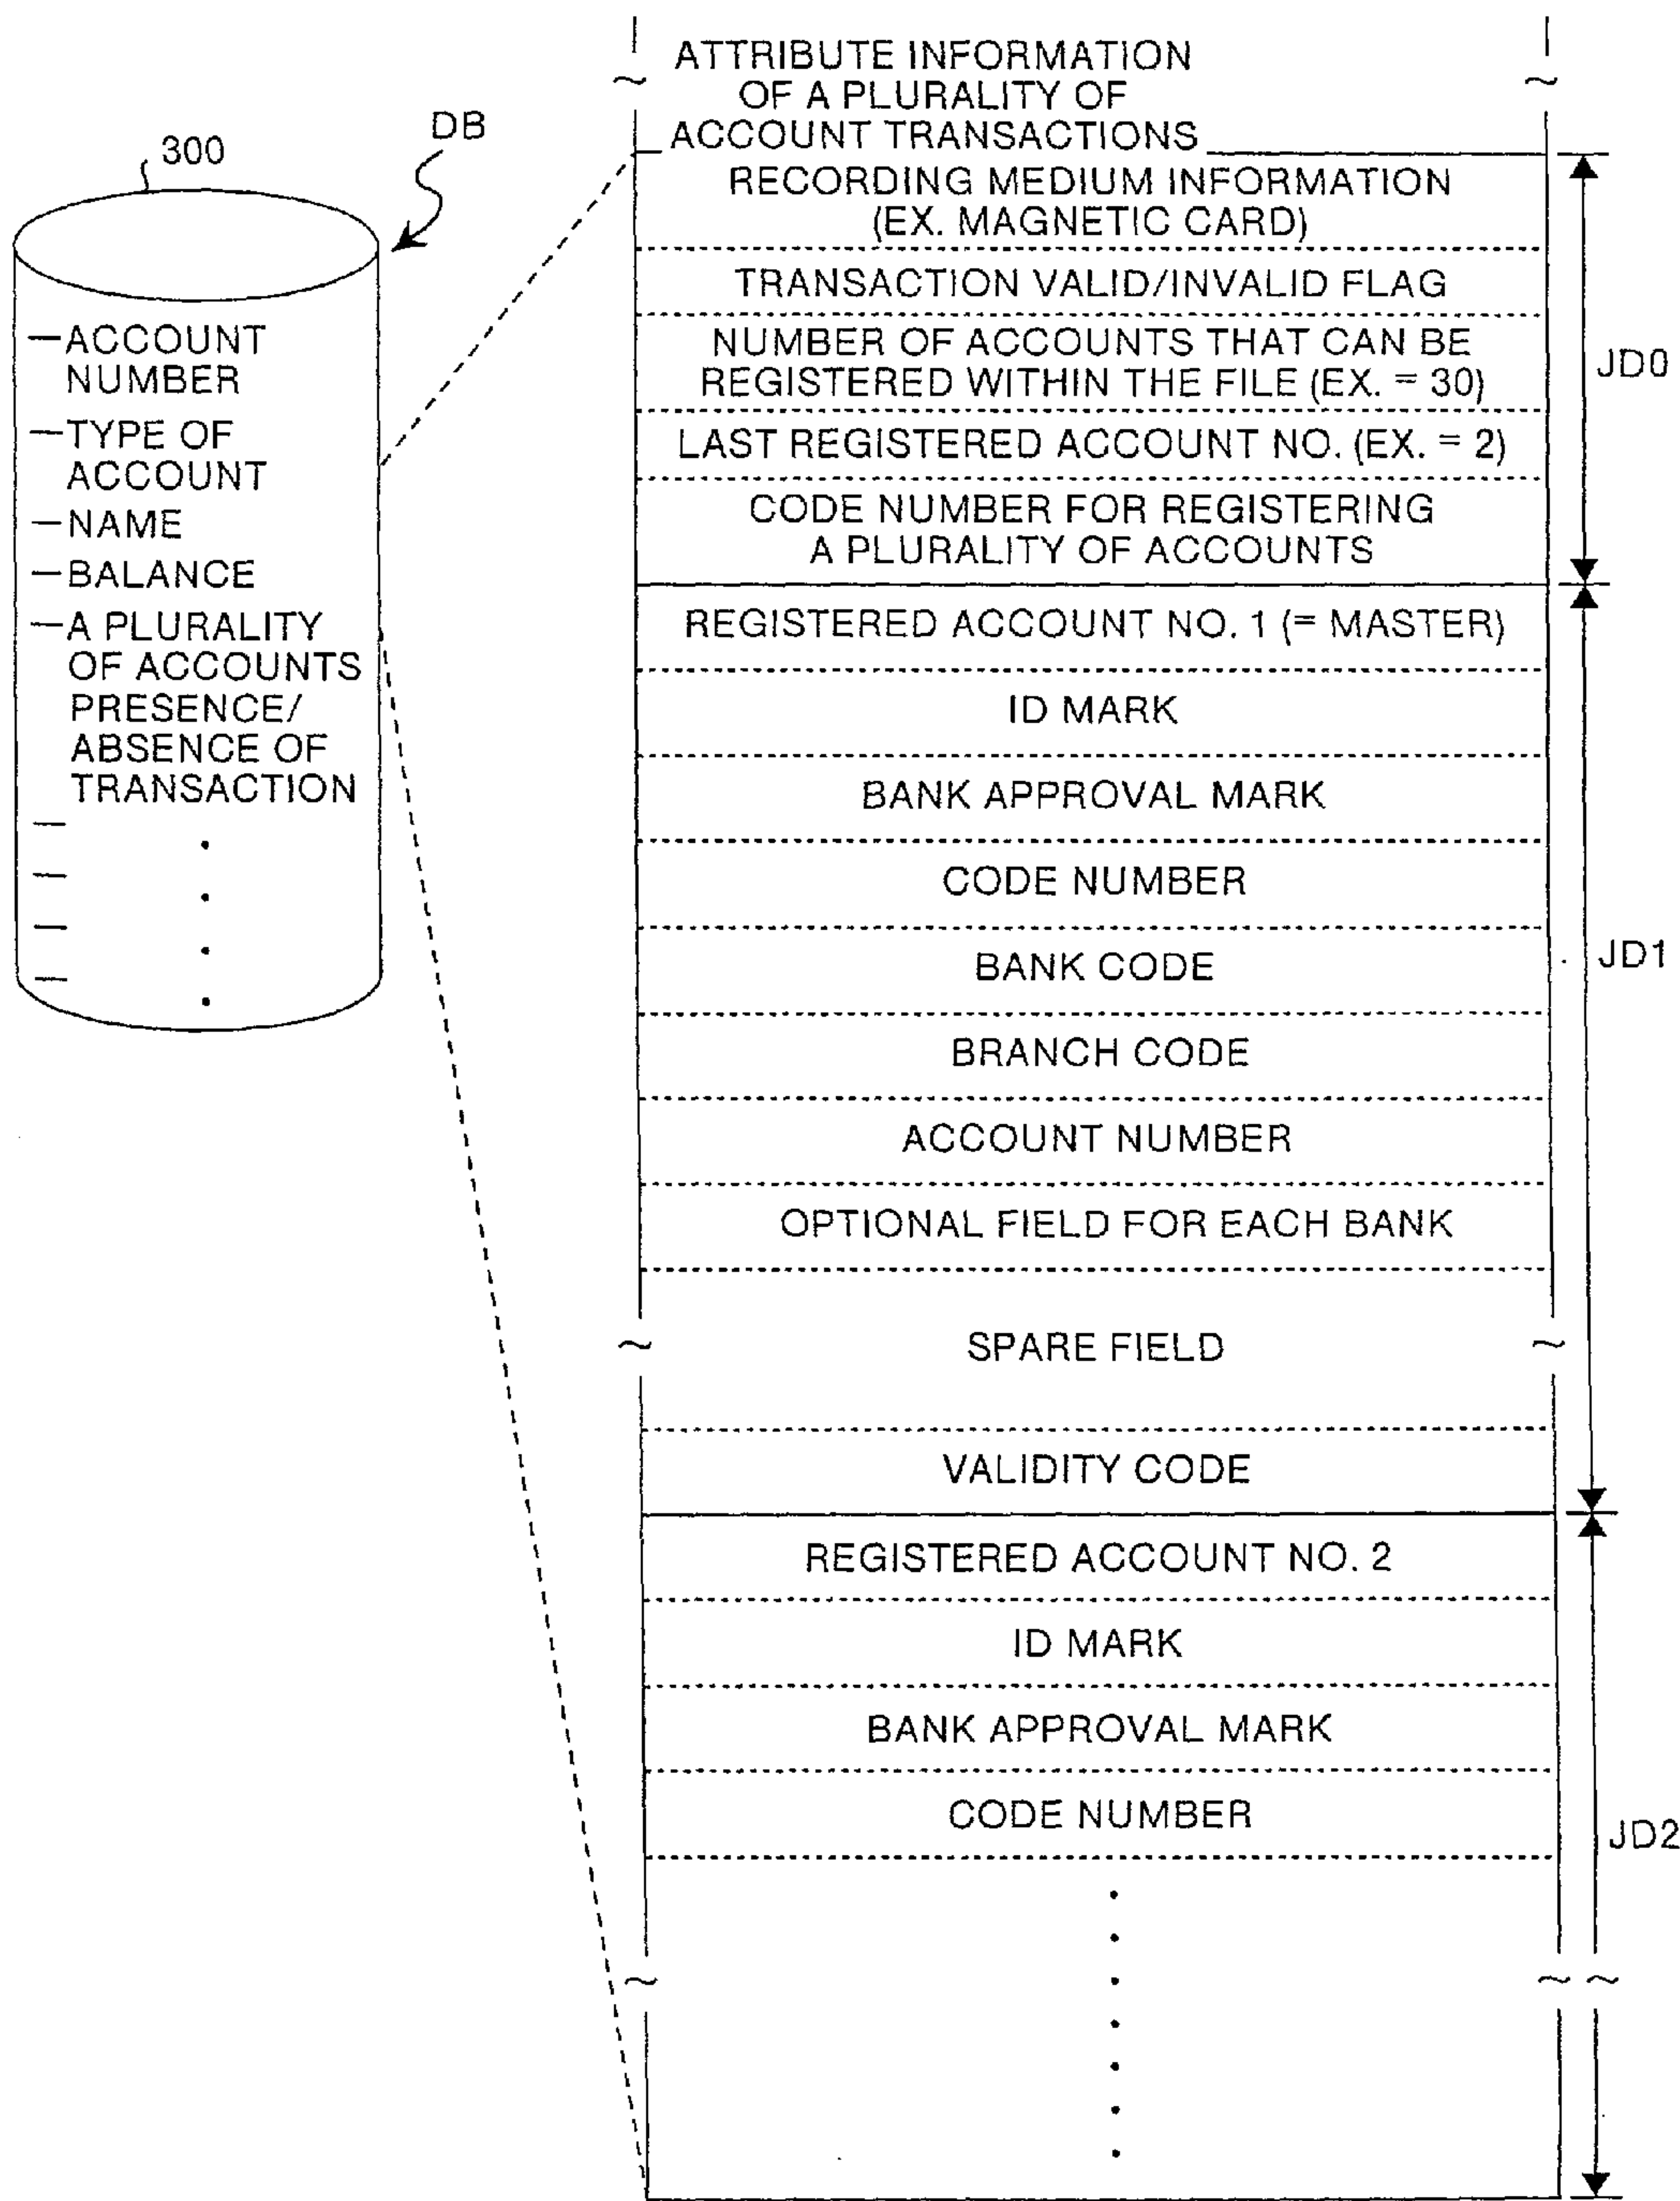 300
DB
ACCOUNT
NUMBER
TYPE OF
ACCOUNT
NAME
BALANCE
A PLURALITY
OF ACCOUNTS
PRESENCE/
ABSENCE OF
TRANSACTION
ATTRIBUTE INFORMATION
OF A PLURALITY OF
ACCOUNT TRANSACTIONS
RECORDING MEDIUM INFORMATION
(EX. MAGNETIC CARD)
TRANSACTION VALID/INVALID FLAG
NUMBER OF ACCOUNTS THAT CAN BE
REGISTERED WITHIN THE FILE (EX. = 30)
LAST REGISTERED ACCOUNT NO. (EX. = 2)
CODE NUMBER FOR REGISTERING
A PLURALITY OF ACCOUNTS
JD0
REGISTERED ACCOUNT NO. 1 (= MASTER)
ID MARK
BANK APPROVAL MARK
CODE NUMBER
BANK CODE
BRANCH CODE
ACCOUNT NUMBER
OPTIONAL FIELD FOR EACH BANK
SPARE FIELD
VALIDITY CODE
JD1
REGISTERED ACCOUNT NO. 2
ID MARK
BANK APPROVAL MARK
CODE NUMBER
JD2